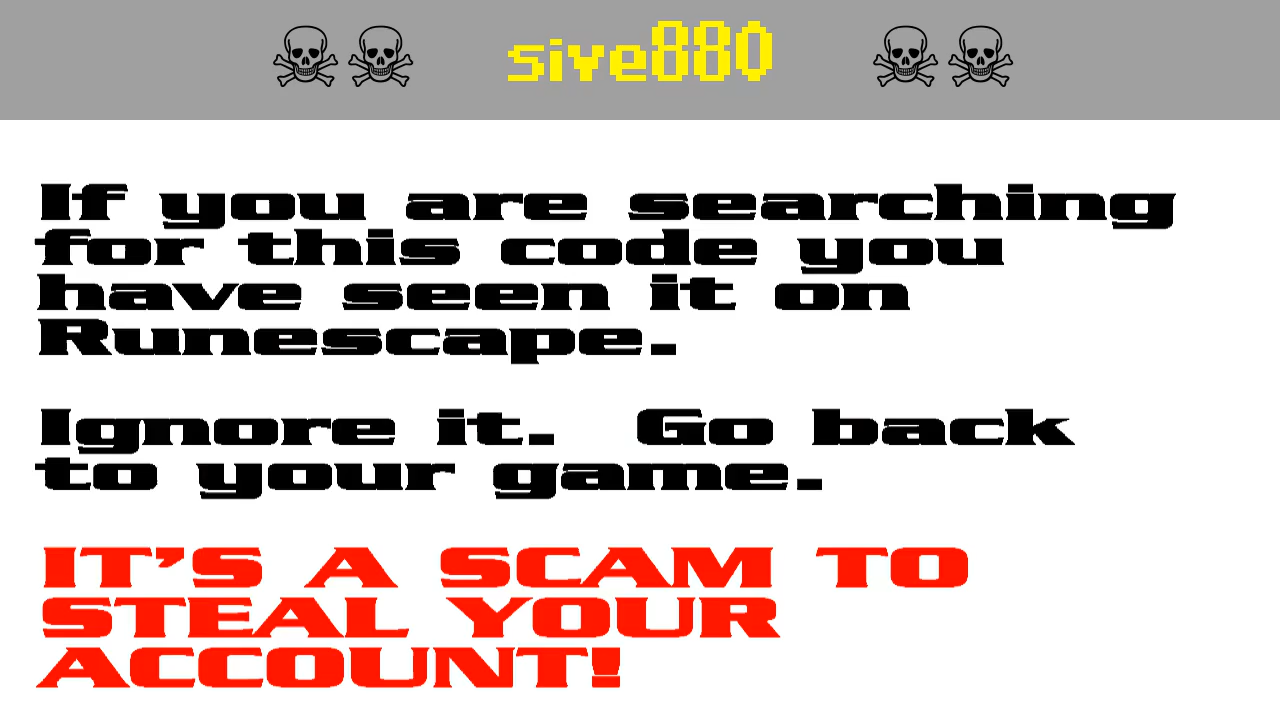 sive880
If you are searching
for this code you
have seen it on
Runescape.
Ignore it.  Go back
to your game.
IT'S A SCAM TO
STEAL YOUR
ACCOUNT!